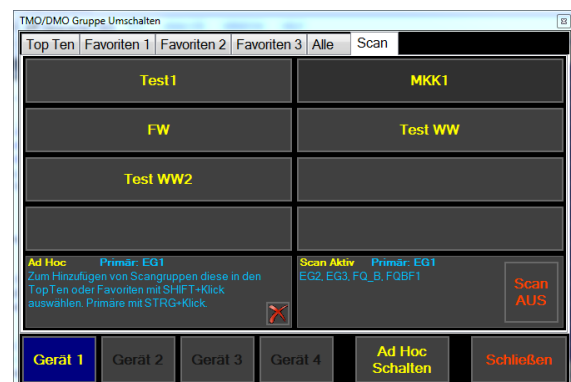 TMO/DMO Gruppe Umschalten
Top Ten Favoriten 1 Favoriten 2 Favoriten 3 Alle Scan
Test1 MKK1
FW Test WW
Test WW2
Ad Hoc Primär: EG1
Zum Hinzufügen von Scangruppen diese in den
TopTen oder Favoriten mit SHIFT+Klick
auswählen. Primäre mit STRG+Klick.
Scan Aktiv Primär: EG1
EG2, EG3, FQ_B, FQBF1
Scan
AUS
Gerät 1 Gerät 2 Gerät 3 Gerät 4
Ad Hoc
Schalten
Schließen